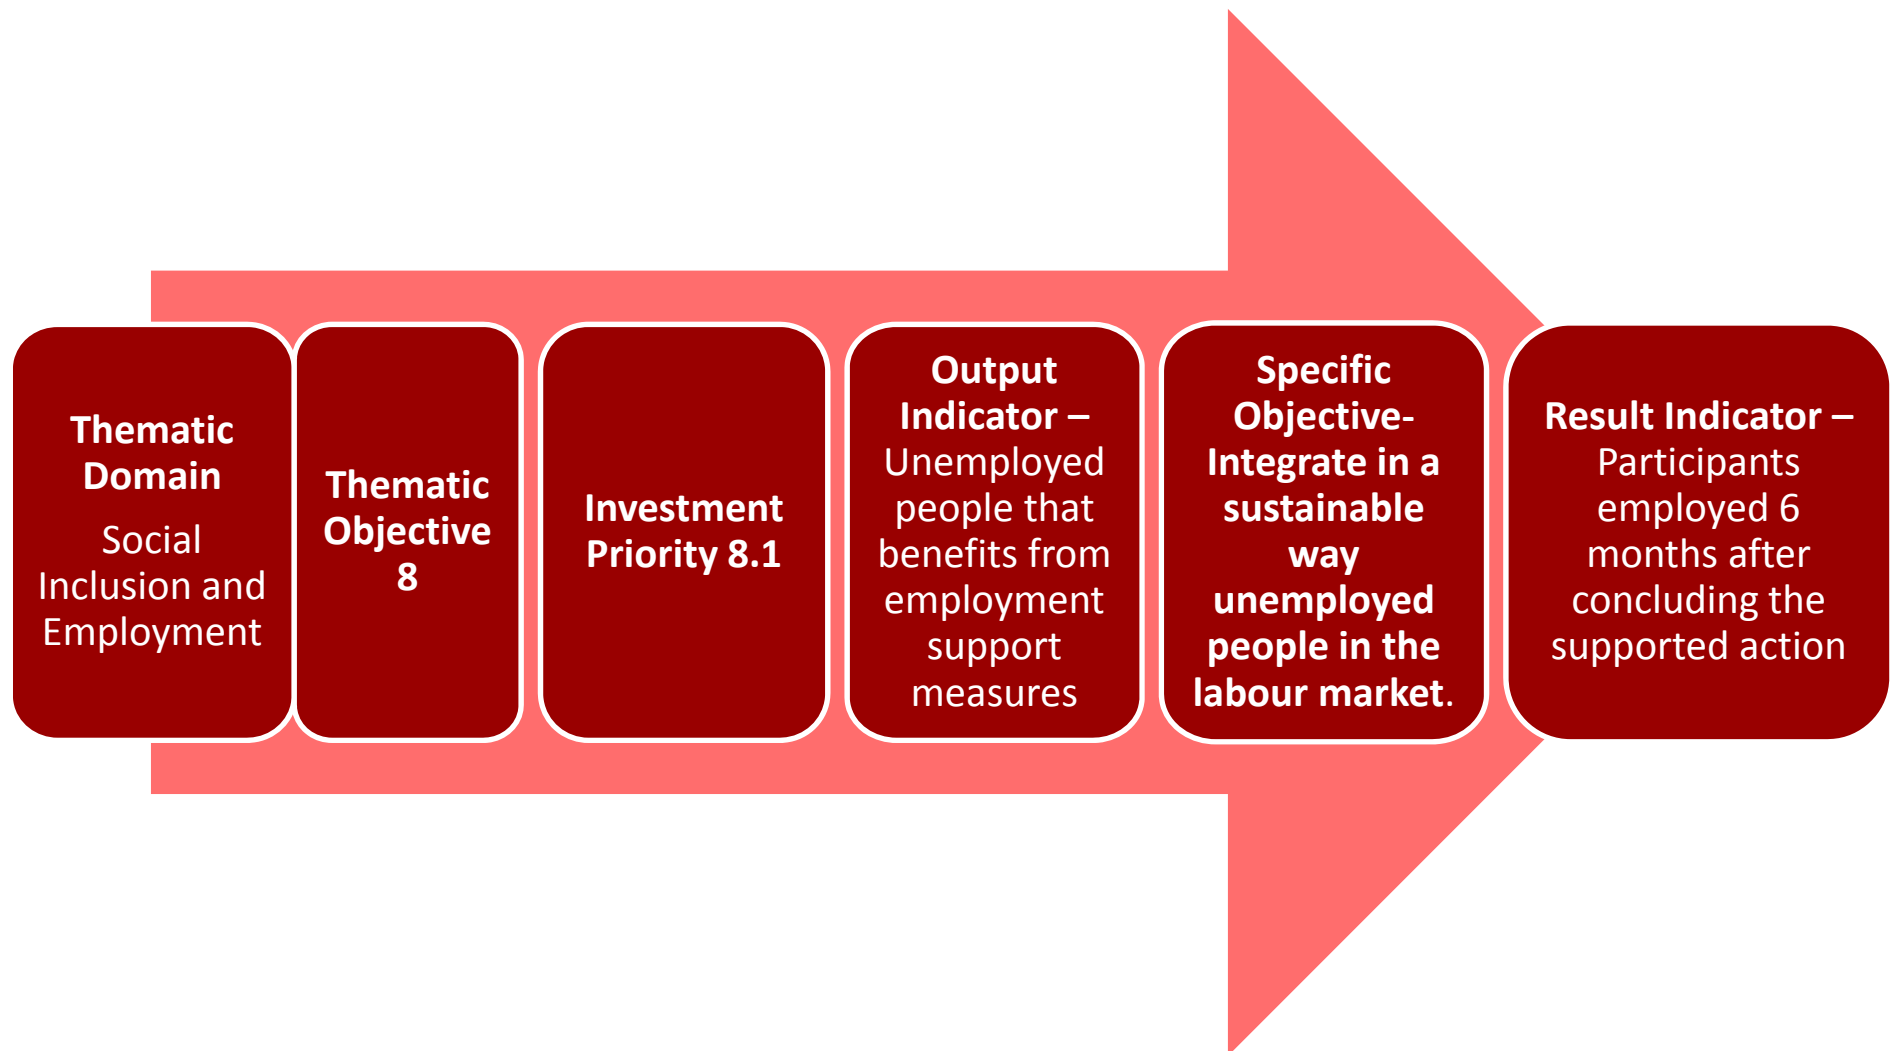 Thematic
Domain
Social
Inclusion and
Employment
Thematic
Objective
8
Investment
Priority 8.1
Output
Indicator –
Unemployed
people that
benefits from
employment
support
measures
Specific
Objective-
Integrate in a
sustainable
way
unemployed
people in the
labour market.
Result Indicator –
Participants
employed 6
months after
concluding the
supported action